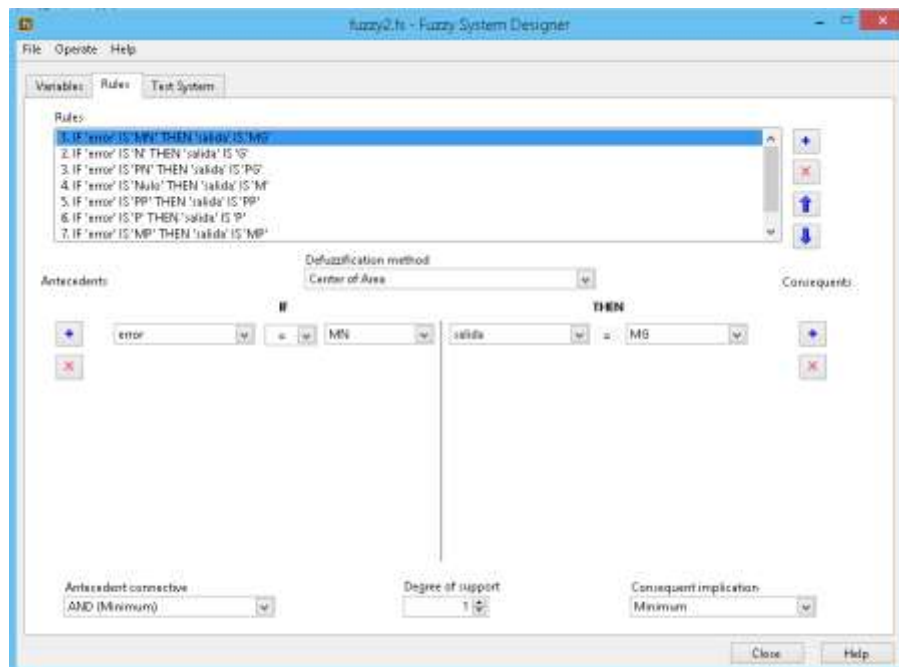 fuzzy2.fs - Fuzzy System Designer
File Operate Help
Variables Rules Test System
Rules
1. IF 'error' IS 'MN' THEN 'salida' IS 'MG'
2. IF 'error' IS 'N' THEN 'salida' IS 'G'
3. IF 'error' IS 'PN' THEN 'salida' IS 'PG'
4. IF 'error' IS 'Nulo' THEN 'salida' IS 'M'
5. IF 'error' IS 'PP' THEN 'salida' IS 'PP'
6. IF 'error' IS 'P' THEN 'salida' IS 'P'
7. IF 'error' IS 'MP' THEN 'salida' IS 'MP'
Defuzzification method
Antecedents Center of Area Consequents
IF THEN
error = MN salida = MG
Antecedent connective Degree of support Consequent implication
AND (Minimum) 1 Minimum
Close Help